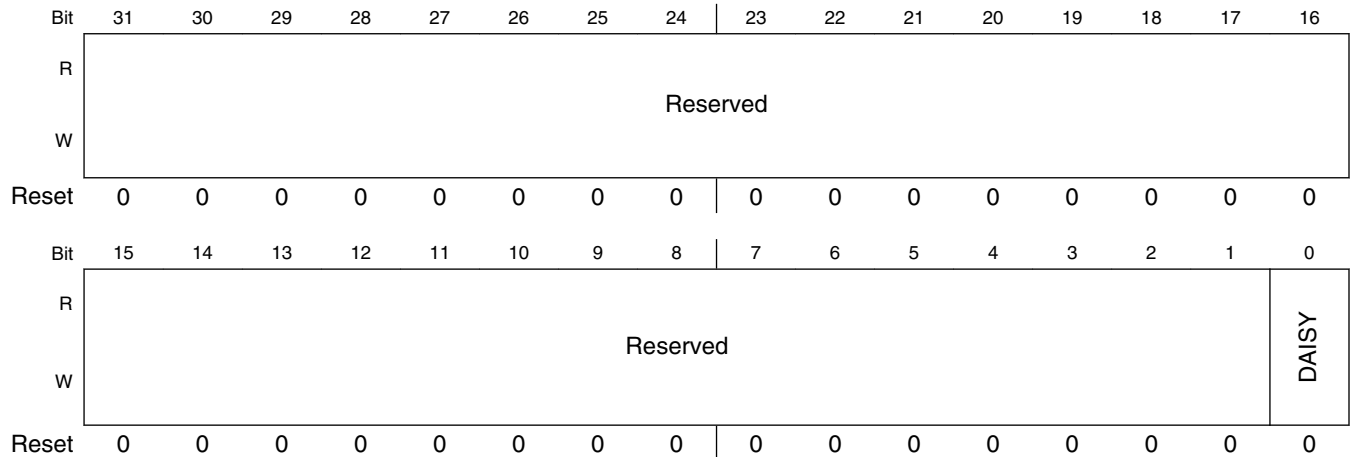 Bit 31 30 29 28 27 26 25 24 23 22 21 20 19 18 17 16
R
Reserved
W
Reset 0 0 0 0 0 0 0 0 0 0 0 0 0 0 0 0
Bit 15 14 13 12 11 10 9 8 7 6 5 4 3 2 1 0
R
Reserved
DAISY
W
Reset 0 0 0 0 0 0 0 0 0 0 0 0 0 0 0 0